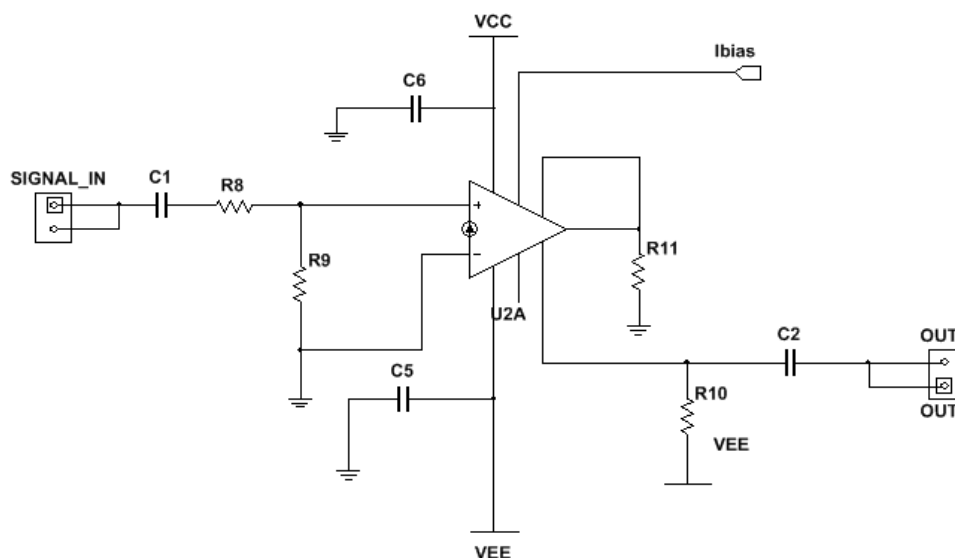 VCC
Ibias
C6
SIGNAL_IN
C1
R8
+
R9
R11
−
U2A
C2
OUT
C5
R10
OUT
VEE
VEE